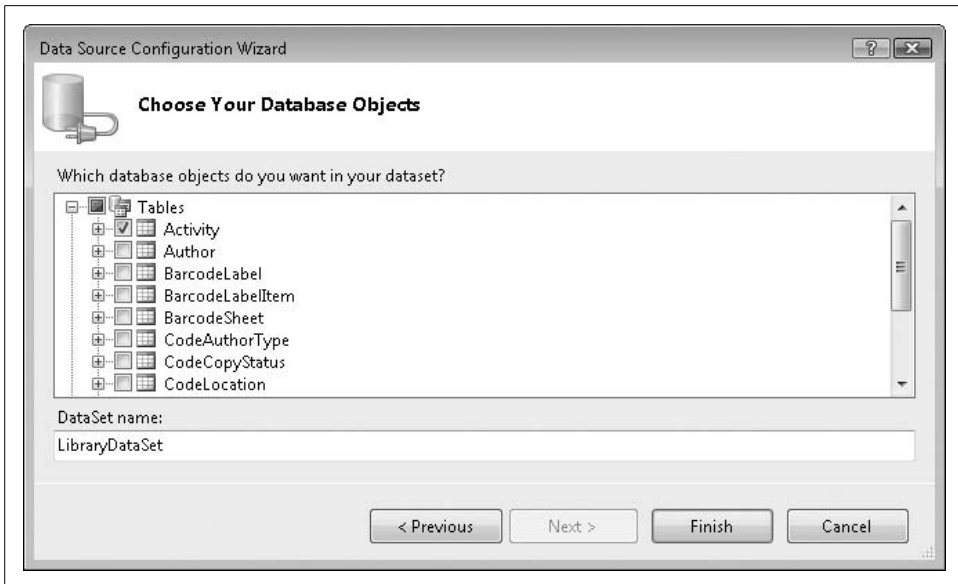 Data Source Configuration Wizard
?
Choose Your Database Objects
Which database objects do you want in your dataset?
Tables
Activity
Author
BarcodeLabel
BarcodeLabelItem
BarcodeSheet
CodeAuthorType
CodeCopyStatus
CodeLocation
DataSet name:
LibraryDataSet
< Previous
Next >
Finish
Cancel